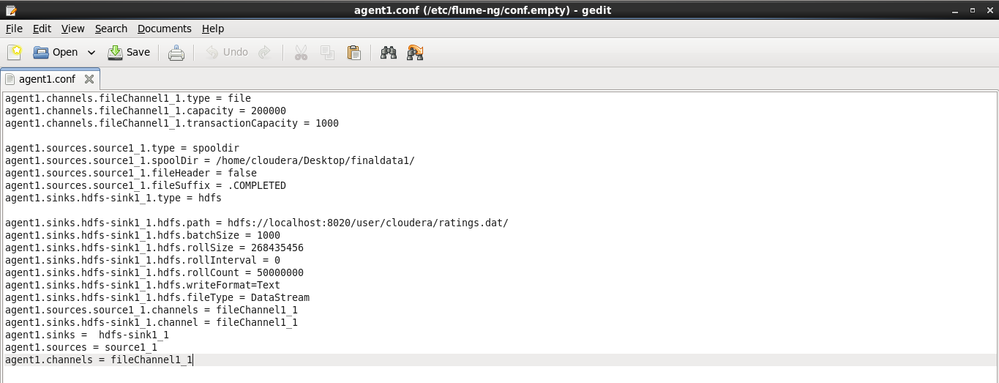 agent1.conf (/etc/flume-ng/conf.empty) - gedit
File Edit View Search Documents Help
Open Save Undo
agent1.conf
agent1.channels.fileChannel1_1.type = file
agent1.channels.fileChannel1_1.capacity = 200000
agent1.channels.fileChannel1_1.transactionCapacity = 1000
agent1.sources.source1_1.type = spooldir
agent1.sources.source1_1.spoolDir = /home/cloudera/Desktop/finaldata1/
agent1.sources.source1_1.fileHeader = false
agent1.sources.source1_1.fileSuffix = .COMPLETED
agent1.sinks.hdfs-sink1_1.type = hdfs
agent1.sinks.hdfs-sink1_1.hdfs.path = hdfs://localhost:8020/user/cloudera/ratings.dat/
agent1.sinks.hdfs-sink1_1.hdfs.batchSize = 1000
agent1.sinks.hdfs-sink1_1.hdfs.rollSize = 268435456
agent1.sinks.hdfs-sink1_1.hdfs.rollInterval = 0
agent1.sinks.hdfs-sink1_1.hdfs.rollCount = 50000000
agent1.sinks.hdfs-sink1_1.hdfs.writeFormat=Text
agent1.sinks.hdfs-sink1_1.hdfs.fileType = DataStream
agent1.sources.source1_1.channels = fileChannel1_1
agent1.sinks.hdfs-sink1_1.channel = fileChannel1_1
agent1.sinks =  hdfs-sink1_1
agent1.sources = source1_1
agent1.channels = fileChannel1_1